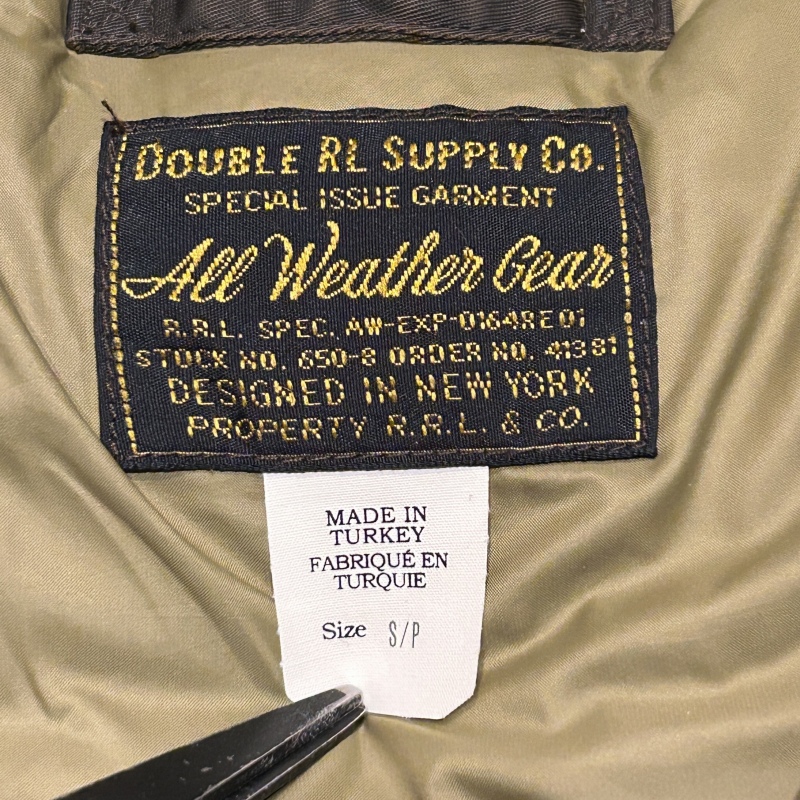 DOUBLE RL SUPPLY CO.
SPECIAL ISSUE GARMENT
All Weather Gear
R.R.L. SPEC. AW-EXP-0164RE01
STOCK NO. 650-8 ORDER NO. 41381
DESIGNED IN NEW YORK
PROPERTY R.R.L. & CO.
MADE IN
TURKEY
FABRIQUÉ EN
TURQUIE
Size S/P